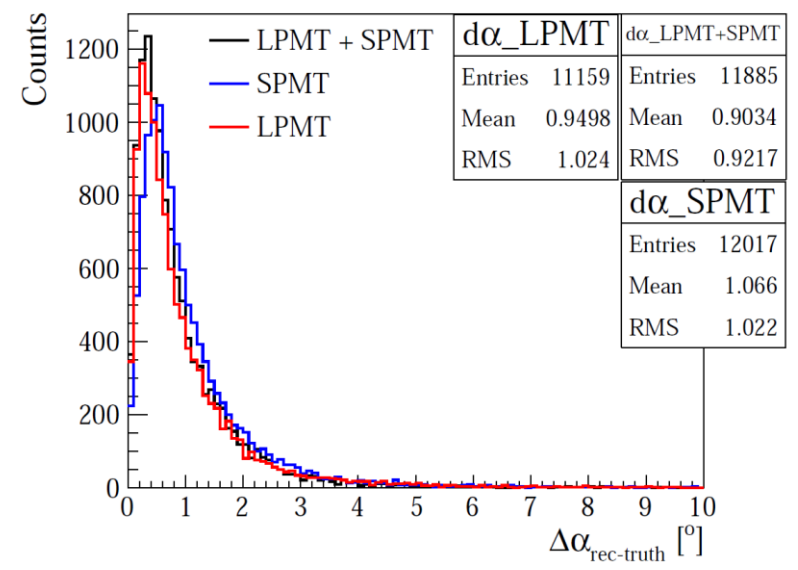 Counts
1200
1000
800
600
400
200
0
LPMT + SPMT
SPMT
LPMT
dα_LPMT
Entries 11159
Mean 0.9498
RMS 1.024
dα_LPMT+SPMT
Entries 11885
Mean 0.9034
RMS 0.9217
dα_SPMT
Entries 12017
Mean 1.066
RMS 1.022
0 1 2 3 4 5 6 7 8 9 10
Δα_rec-truth [°]